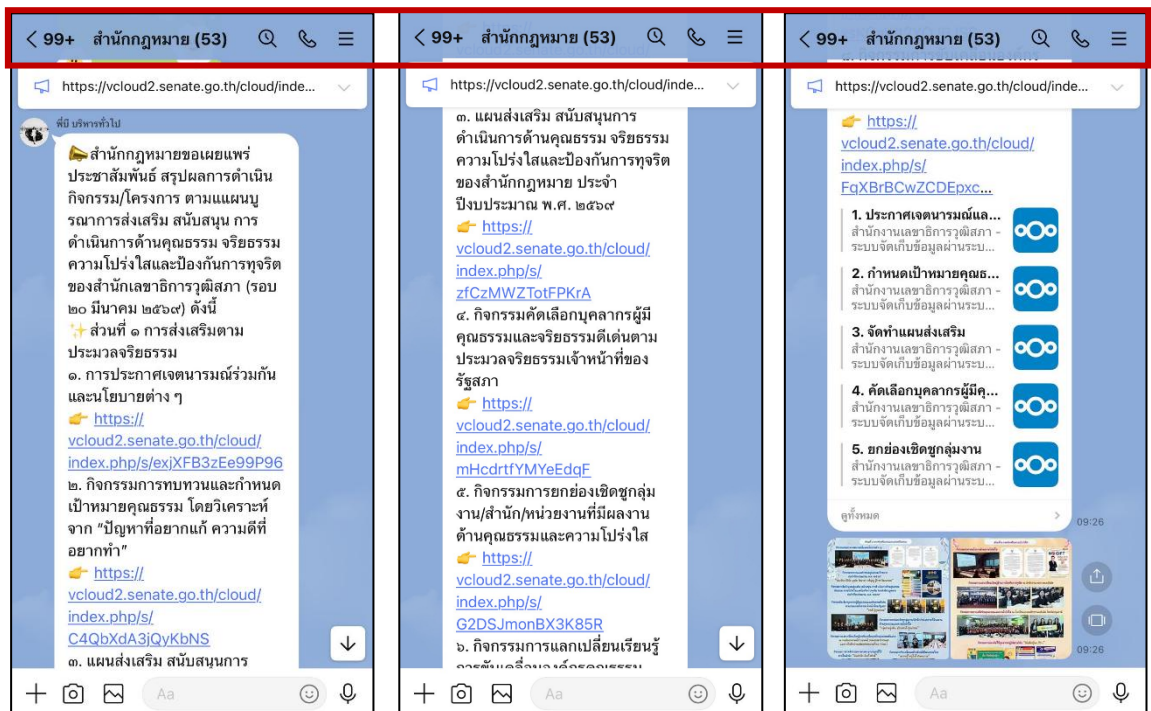 99+ สำนักกฎหมาย (53)
https://vcloud2.senate.go.th/cloud/inde...
พี่บี บริหารทั่วไป
📣สำนักกฎหมายขอเผยแพร่
ประชาสัมพันธ์ สรุปผลการดำเนิน
กิจกรรม/โครงการ ตามแแผนบู
รณาการส่งเสริม สนับสนุน การ
ดำเนินการด้านคุณธรรม จริยธรรม
ความโปร่งใสและป้องกันการทุจริต
ของสำนักเลขาธิการวุฒิสภา (รอบ
๒๐ มีนาคม ๒๕๖๙) ดังนี้
✨ ส่วนที่ ๑ การส่งเสริมตาม
ประมวลจริยธรรม
๑. การประกาศเจตนารมณ์ร่วมกัน
และนโยบายต่าง ๆ
👉 https://
vcloud2.senate.go.th/cloud/
index.php/s/exjXFB3zEe99P96
๒. กิจกรรมการทบทวนและกำหนด
เป้าหมายคุณธรรม โดยวิเคราะห์
จาก “ปัญหาที่อยากแก้ ความดีที่
อยากทำ”
👉 https://
vcloud2.senate.go.th/cloud/
index.php/s/
C4QbXdA3jQyKbNS
๓. แผนส่งเสริม สนับสนุนการ
Aa
99+ สำนักกฎหมาย (53)
https://vcloud2.senate.go.th/cloud/inde...
๓. แผนส่งเสริม สนับสนุนการ
ดำเนินการด้านคุณธรรม จริยธรรม
ความโปร่งใสและป้องกันการทุจริต
ของสำนักกฎหมาย ประจำ
ปีงบประมาณ พ.ศ. ๒๕๖๙
👉 https://
vcloud2.senate.go.th/cloud/
index.php/s/
zfCzMWZTotFPKrA
๔. กิจกรรมคัดเลือกบุคลากรผู้มี
คุณธรรมและจริยธรรมดีเด่นตาม
ประมวลจริยธรรมเจ้าหน้าที่ของ
รัฐสภา
👉 https://
vcloud2.senate.go.th/cloud/
index.php/s/
mHcdrtfYMYeEdqF
๕. กิจกรรมการยกย่องเชิดชูกลุ่ม
งาน/สำนัก/หน่วยงานที่มีผลงาน
ด้านคุณธรรมและความโปร่งใส
👉 https://
vcloud2.senate.go.th/cloud/
index.php/s/
G2DSJmonBX3K85R
๖. กิจกรรมการแลกเปลี่ยนเรียนรู้
การขับเคลื่อนองค์กรคุณธรรม
Aa
99+ สำนักกฎหมาย (53)
https://vcloud2.senate.go.th/cloud/inde...
👉 https://
vcloud2.senate.go.th/cloud/
index.php/s/
FqXBrBCwZCDEpxc...
1. ประกาศเจตนารมณ์แล...
สำนักงานเลขาธิการวุฒิสภา -
ระบบจัดเก็บข้อมูลผ่านระบ...
2. กำหนดเป้าหมายคุณธ...
สำนักงานเลขาธิการวุฒิสภา -
ระบบจัดเก็บข้อมูลผ่านระบ...
3. จัดทำแผนส่งเสริม
สำนักงานเลขาธิการวุฒิสภา -
ระบบจัดเก็บข้อมูลผ่านระบ...
4. คัดเลือกบุคลากรผู้มีคุ...
สำนักงานเลขาธิการวุฒิสภา -
ระบบจัดเก็บข้อมูลผ่านระบ...
5. ยกย่องเชิดชูกลุ่มงาน
สำนักงานเลขาธิการวุฒิสภา -
ระบบจัดเก็บข้อมูลผ่านระบ...
ดูทั้งหมด
09:26
09:26
Aa